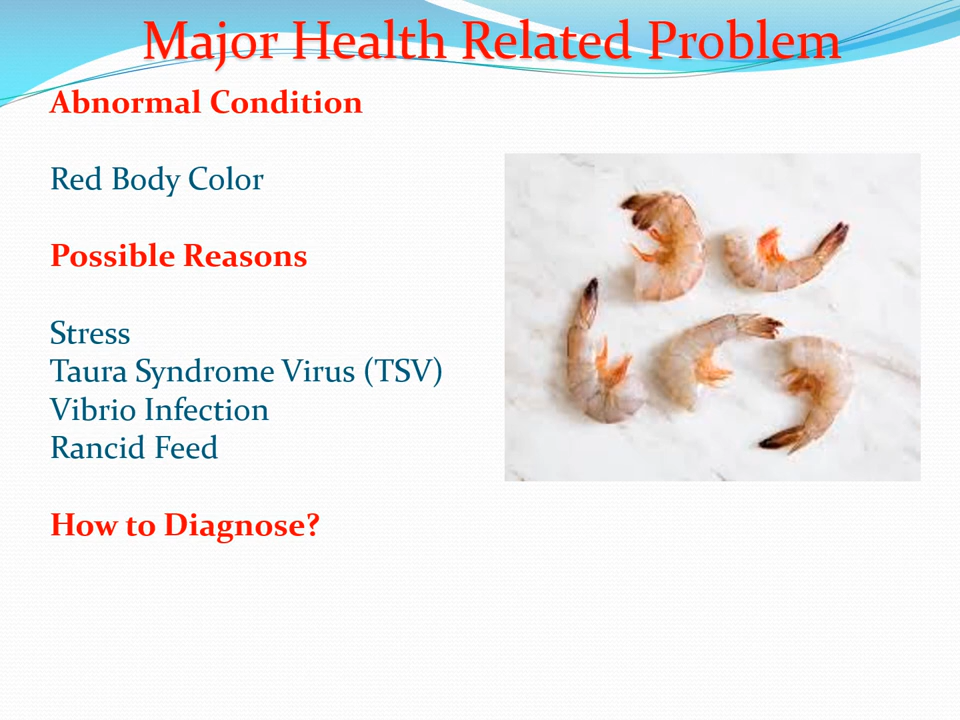 Major Health Related Problem
Abnormal Condition
Red Body Color
Possible Reasons
Stress
Taura Syndrome Virus (TSV)
Vibrio Infection
Rancid Feed
How to Diagnose?